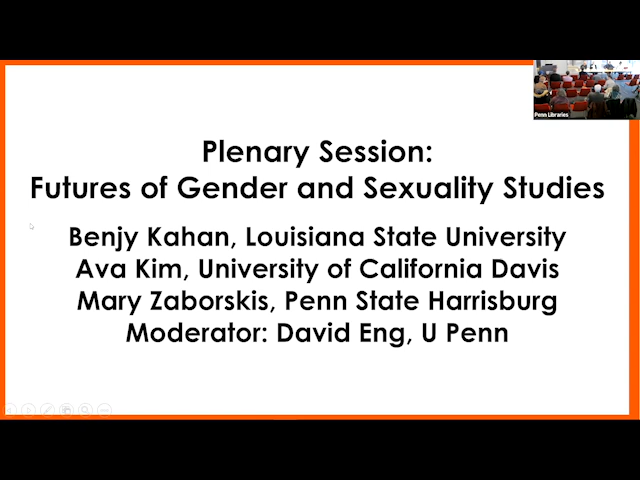 Penn Libraries
Plenary Session:
Futures of Gender and Sexuality Studies
Benjy Kahan, Louisiana State University
Ava Kim, University of California Davis
Mary Zaborskis, Penn State Harrisburg
Moderator: David Eng, U Penn